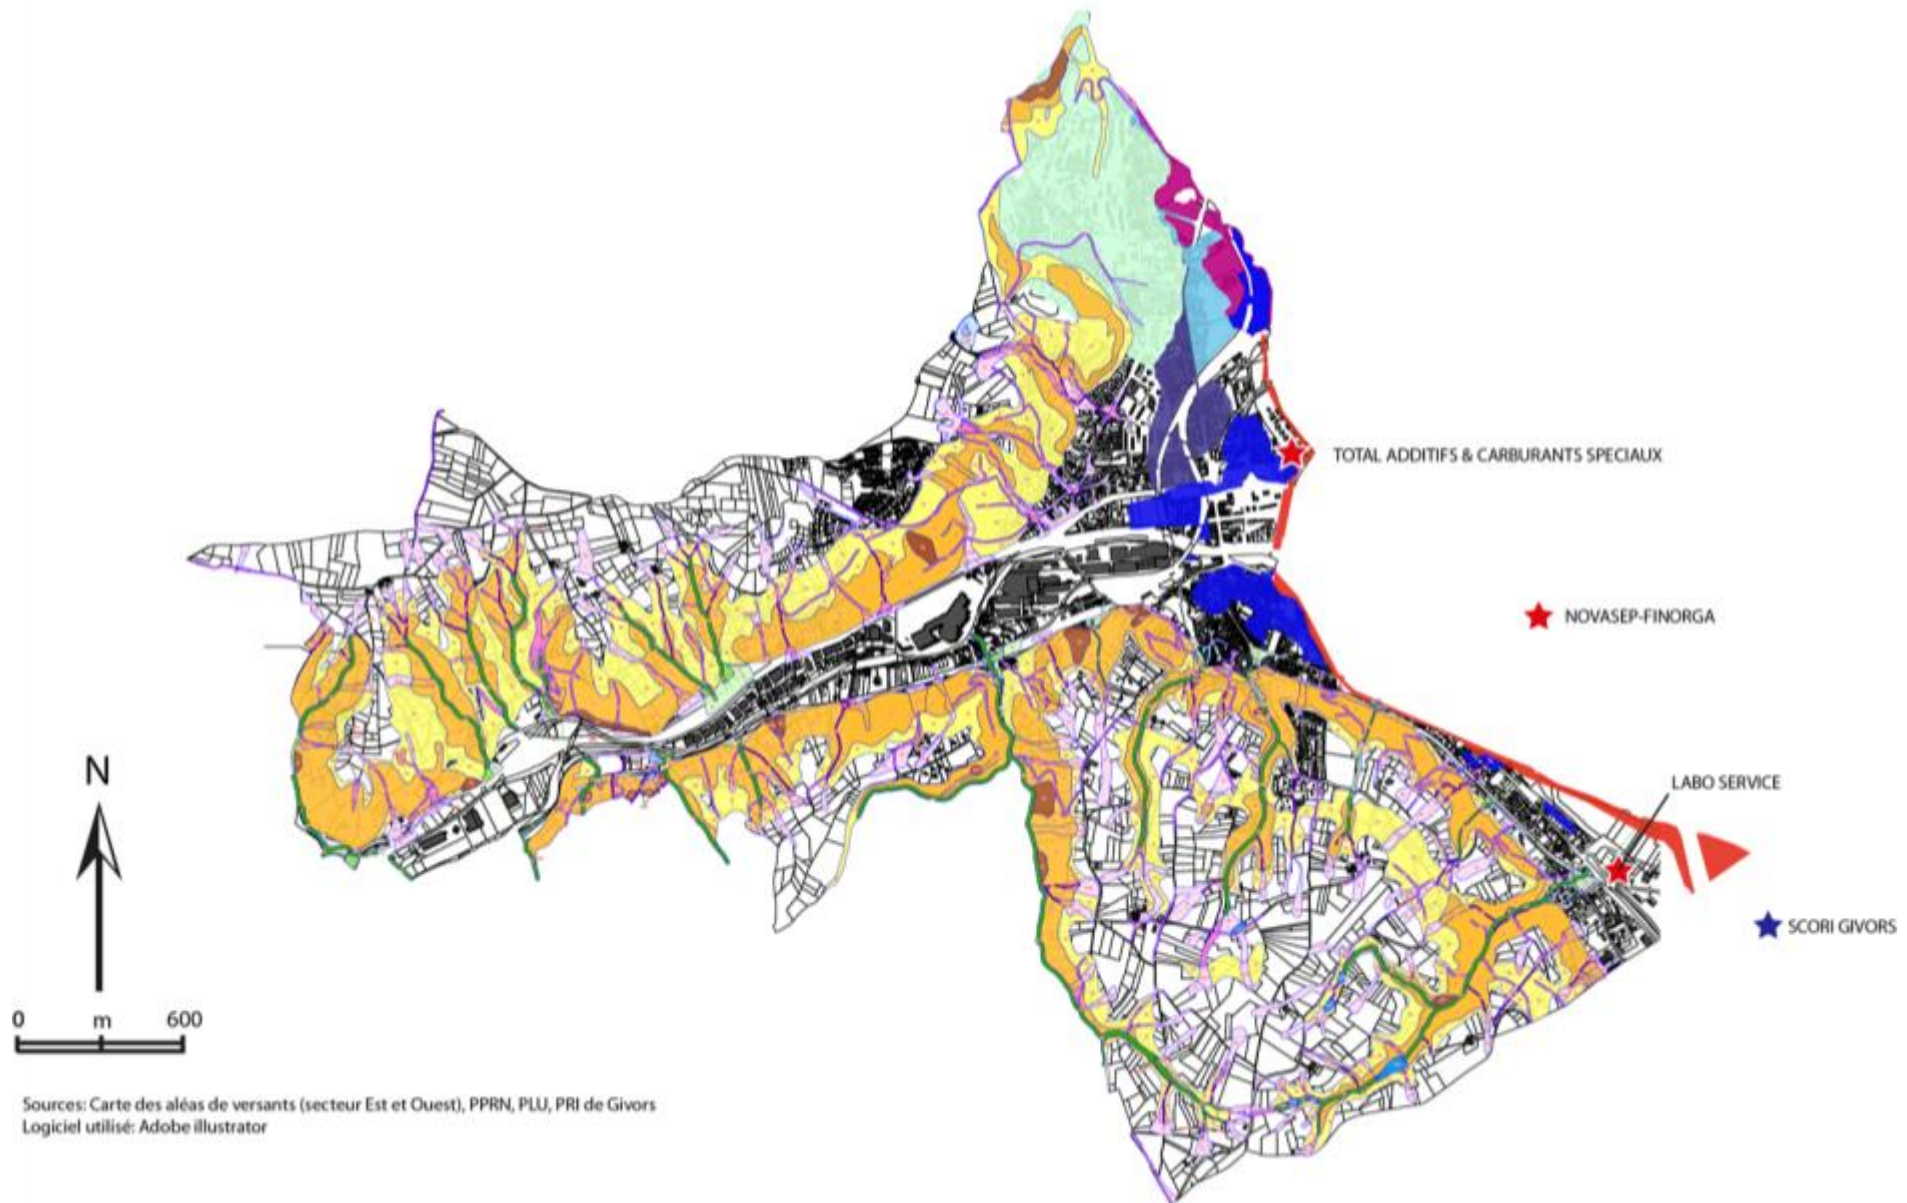 TOTAL ADDITIFS & CARBURANTS SPECIAUX
NOVASEP-FINORGA
LABO SERVICE
SCORI GIVORS
N
0 m 600
Sources: Carte des aléas de versants (secteur Est et Ouest), PPRN, PLU, PRI de Givors
Logiciel utilisé: Adobe illustrator